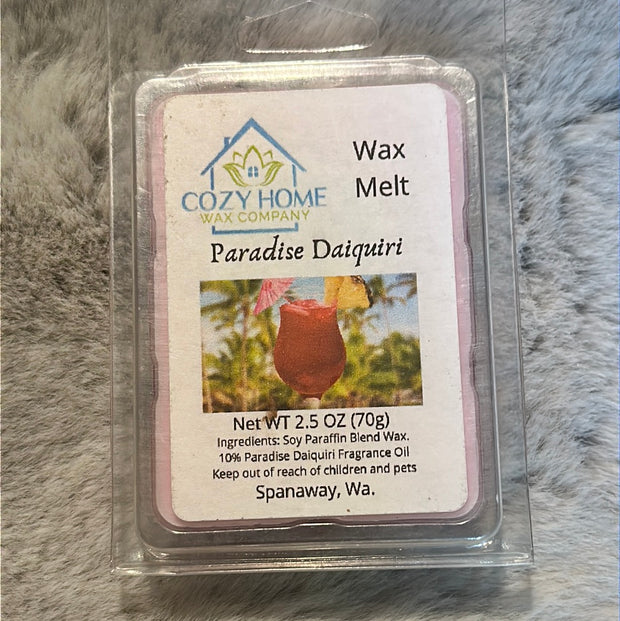 COZY HOME
WAX COMPANY
Wax
Melt
Paradise Daiquiri
Net WT 2.5 OZ (70g)
Ingredients: Soy Paraffin Blend Wax.
10% Paradise Daiquiri Fragrance Oil
Keep out of reach of children and pets
Spanaway, Wa.